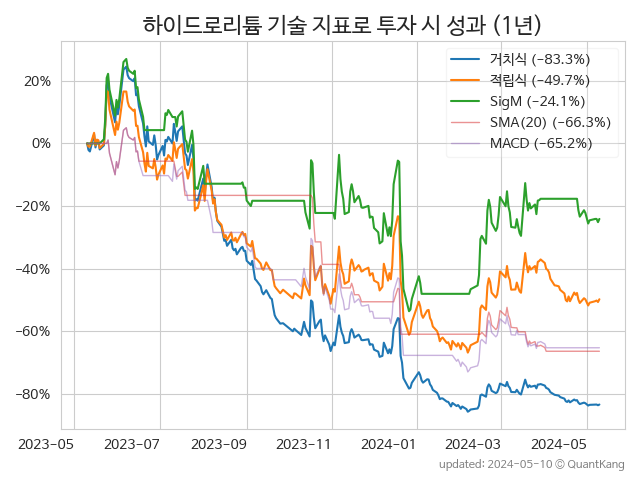 하이드로리튬 기술 지표로 투자 시 성과 (1년)
거치식 (−83.3%)
적립식 (−49.7%)
SigM (−24.1%)
SMA(20) (−66.3%)
MACD (−65.2%)
20%
0%
−20%
−40%
−60%
−80%
2023-05 2023-07 2023-09 2023-11 2024-01 2024-03 2024-05
updated: 2024-05-10 © QuantKang